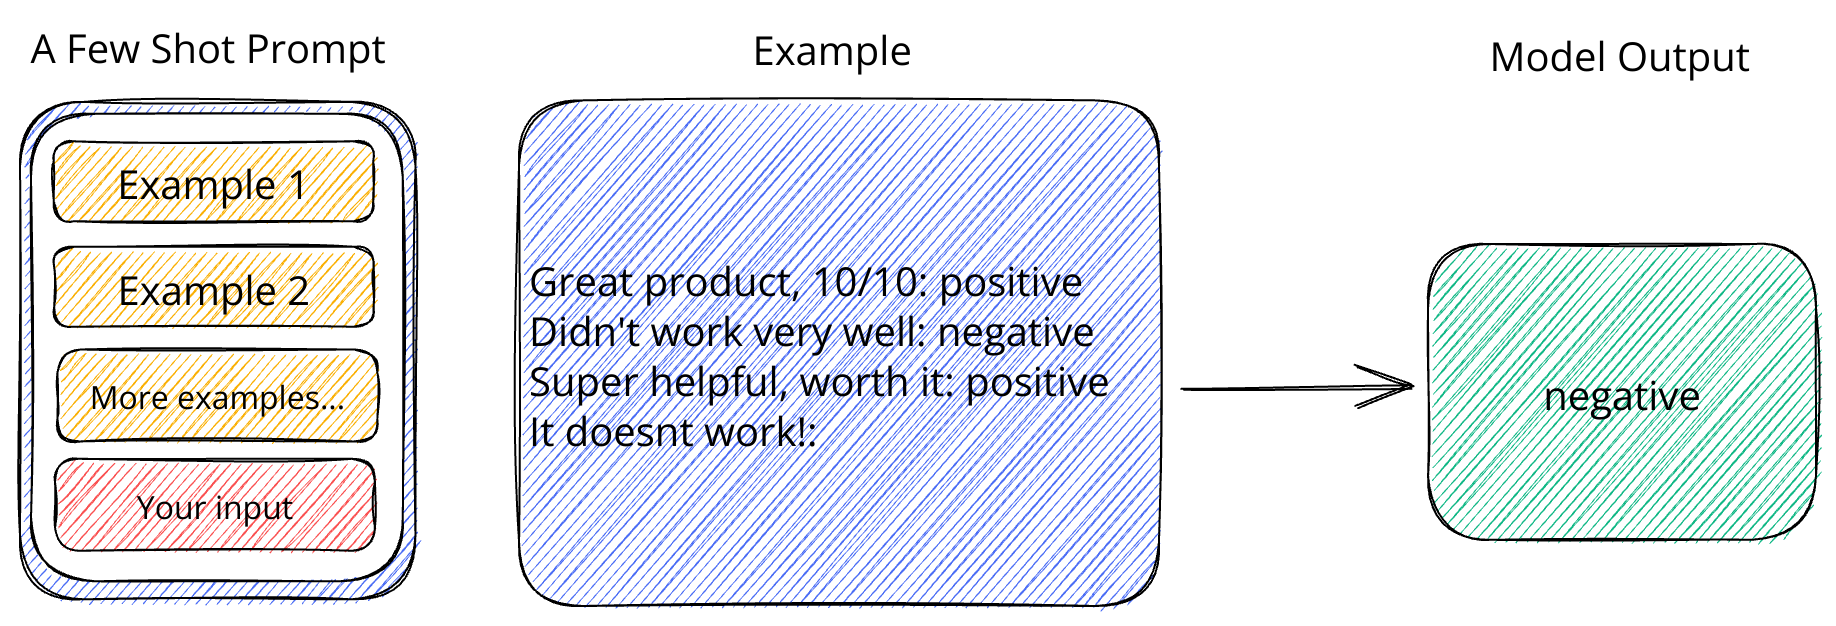 A Few Shot Prompt
Example 1
Example 2
More examples...
Your input
Example
Great product, 10/10: positive
Didn't work very well: negative
Super helpful, worth it: positive
It doesnt work!:
Model Output
negative